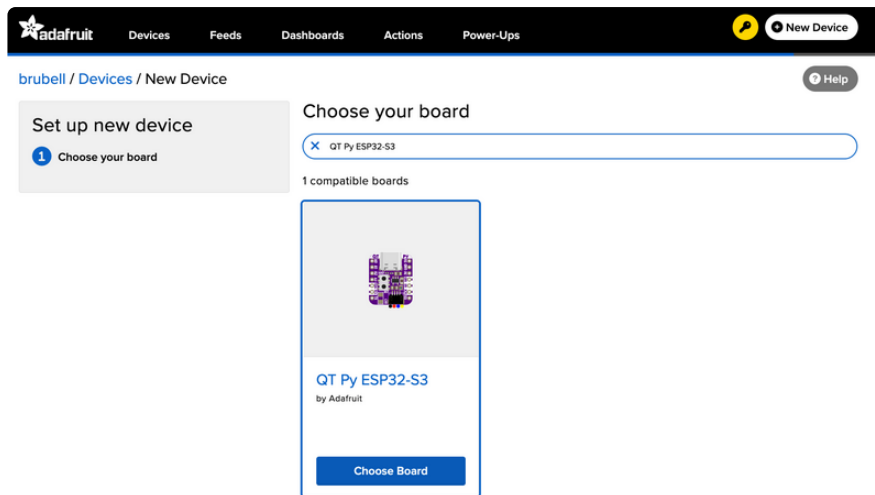 adafruit Devices Feeds Dashboards Actions Power-Ups New Device
brubell / Devices / New Device Help
Set up new device
1 Choose your board
Choose your board
QT Py ESP32-S3
1 compatible boards
QT Py ESP32-S3
by Adafruit
Choose Board